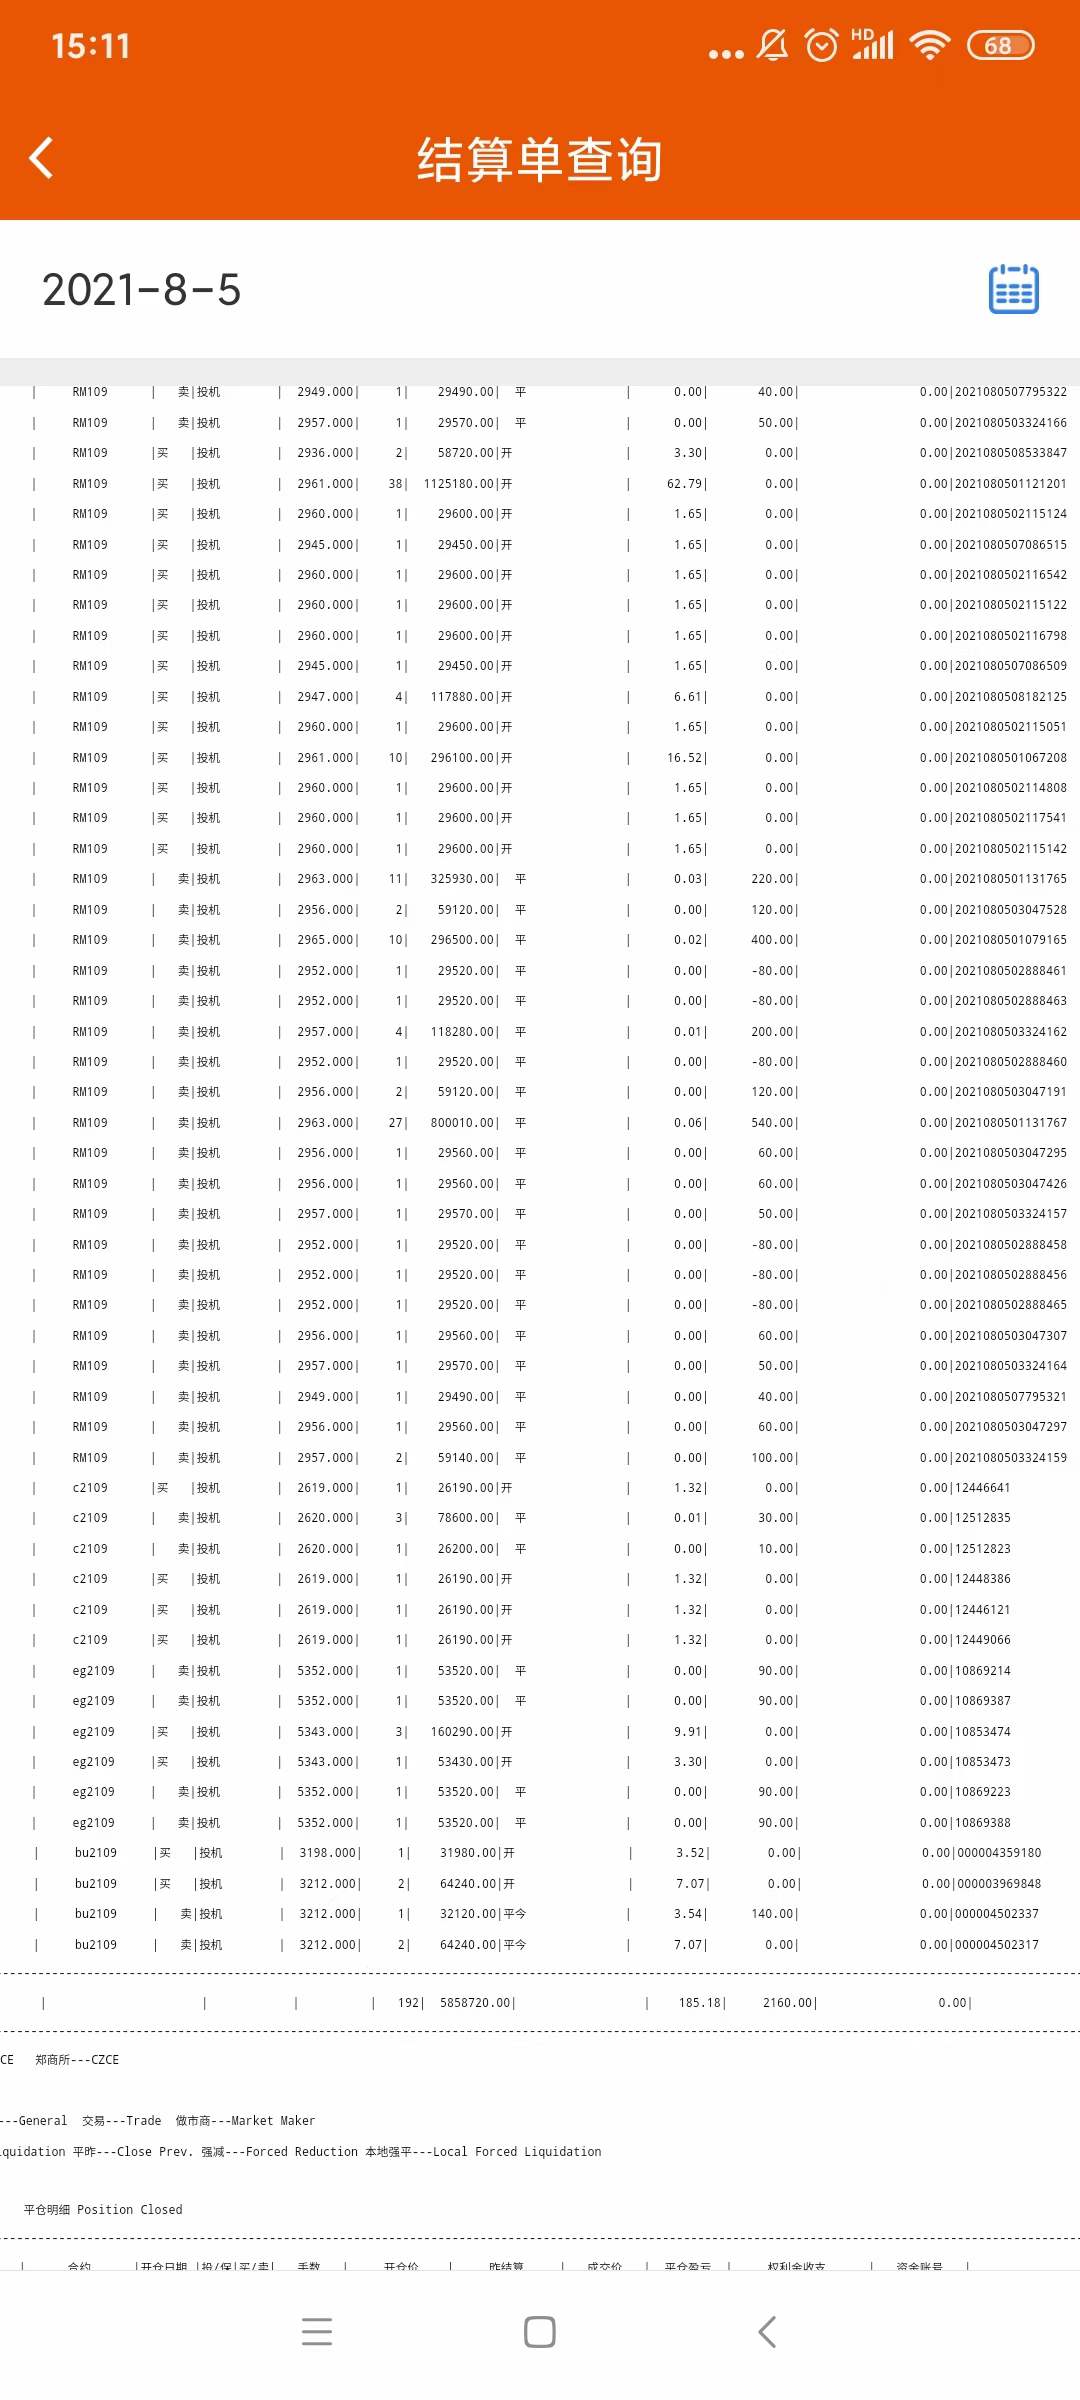 15:11
HD
68
结算单查询
2021-8-5
| RM109 | 卖|投机 | 2949.000| 1| 29490.00| 平 | 0.00| 40.00| 0.00|2021080507795322
| RM109 | 卖|投机 | 2957.000| 1| 29570.00| 平 | 0.00| 50.00| 0.00|2021080503324166
| RM109 |买 |投机 | 2936.000| 2| 58720.00|开 | 3.30| 0.00| 0.00|2021080508533847
| RM109 |买 |投机 | 2961.000| 38| 1125180.00|开 | 62.79| 0.00| 0.00|2021080501121201
| RM109 |买 |投机 | 2960.000| 1| 29600.00|开 | 1.65| 0.00| 0.00|2021080502115124
| RM109 |买 |投机 | 2945.000| 1| 29450.00|开 | 1.65| 0.00| 0.00|2021080507086515
| RM109 |买 |投机 | 2960.000| 1| 29600.00|开 | 1.65| 0.00| 0.00|2021080502116542
| RM109 |买 |投机 | 2960.000| 1| 29600.00|开 | 1.65| 0.00| 0.00|2021080502115122
| RM109 |买 |投机 | 2960.000| 1| 29600.00|开 | 1.65| 0.00| 0.00|2021080502116798
| RM109 |买 |投机 | 2945.000| 1| 29450.00|开 | 1.65| 0.00| 0.00|2021080507086509
| RM109 |买 |投机 | 2947.000| 4| 117880.00|开 | 6.61| 0.00| 0.00|2021080508182125
| RM109 |买 |投机 | 2960.000| 1| 29600.00|开 | 1.65| 0.00| 0.00|2021080502115051
| RM109 |买 |投机 | 2961.000| 10| 296100.00|开 | 16.52| 0.00| 0.00|2021080501067208
| RM109 |买 |投机 | 2960.000| 1| 29600.00|开 | 1.65| 0.00| 0.00|2021080502114808
| RM109 |买 |投机 | 2960.000| 1| 29600.00|开 | 1.65| 0.00| 0.00|2021080502117541
| RM109 |买 |投机 | 2960.000| 1| 29600.00|开 | 1.65| 0.00| 0.00|2021080502115142
| RM109 | 卖|投机 | 2963.000| 11| 325930.00| 平 | 0.03| 220.00| 0.00|2021080501131765
| RM109 | 卖|投机 | 2956.000| 2| 59120.00| 平 | 0.00| 120.00| 0.00|2021080503047528
| RM109 | 卖|投机 | 2965.000| 10| 296500.00| 平 | 0.02| 400.00| 0.00|2021080501079165
| RM109 | 卖|投机 | 2952.000| 1| 29520.00| 平 | 0.00| -80.00| 0.00|2021080502888461
| RM109 | 卖|投机 | 2952.000| 1| 29520.00| 平 | 0.00| -80.00| 0.00|2021080502888463
| RM109 | 卖|投机 | 2957.000| 4| 118280.00| 平 | 0.01| 200.00| 0.00|2021080503324162
| RM109 | 卖|投机 | 2952.000| 1| 29520.00| 平 | 0.00| -80.00| 0.00|2021080502888460
| RM109 | 卖|投机 | 2956.000| 2| 59120.00| 平 | 0.00| 120.00| 0.00|2021080503047191
| RM109 | 卖|投机 | 2963.000| 27| 800010.00| 平 | 0.06| 540.00| 0.00|2021080501131767
| RM109 | 卖|投机 | 2956.000| 1| 29560.00| 平 | 0.00| 60.00| 0.00|2021080503047295
| RM109 | 卖|投机 | 2956.000| 1| 29560.00| 平 | 0.00| 60.00| 0.00|2021080503047426
| RM109 | 卖|投机 | 2957.000| 1| 29570.00| 平 | 0.00| 50.00| 0.00|2021080503324157
| RM109 | 卖|投机 | 2952.000| 1| 29520.00| 平 | 0.00| -80.00| 0.00|2021080502888458
| RM109 | 卖|投机 | 2952.000| 1| 29520.00| 平 | 0.00| -80.00| 0.00|2021080502888456
| RM109 | 卖|投机 | 2952.000| 1| 29520.00| 平 | 0.00| -80.00| 0.00|2021080502888465
| RM109 | 卖|投机 | 2956.000| 1| 29560.00| 平 | 0.00| 60.00| 0.00|2021080503047307
| RM109 | 卖|投机 | 2957.000| 1| 29570.00| 平 | 0.00| 50.00| 0.00|2021080503324164
| RM109 | 卖|投机 | 2949.000| 1| 29490.00| 平 | 0.00| 40.00| 0.00|2021080507795321
| RM109 | 卖|投机 | 2956.000| 1| 29560.00| 平 | 0.00| 60.00| 0.00|2021080503047297
| RM109 | 卖|投机 | 2957.000| 2| 59140.00| 平 | 0.00| 100.00| 0.00|2021080503324159
| c2109 |买 |投机 | 2619.000| 1| 26190.00|开 | 1.32| 0.00| 0.00|12446641
| c2109 | 卖|投机 | 2620.000| 3| 78600.00| 平 | 0.01| 30.00| 0.00|12512835
| c2109 | 卖|投机 | 2620.000| 1| 26200.00| 平 | 0.00| 10.00| 0.00|12512823
| c2109 |买 |投机 | 2619.000| 1| 26190.00|开 | 1.32| 0.00| 0.00|12448386
| c2109 |买 |投机 | 2619.000| 1| 26190.00|开 | 1.32| 0.00| 0.00|12446121
| c2109 |买 |投机 | 2619.000| 1| 26190.00|开 | 1.32| 0.00| 0.00|12449066
| eg2109 | 卖|投机 | 5352.000| 1| 53520.00| 平 | 0.00| 90.00| 0.00|10869214
| eg2109 | 卖|投机 | 5352.000| 1| 53520.00| 平 | 0.00| 90.00| 0.00|10869387
| eg2109 |买 |投机 | 5343.000| 3| 160290.00|开 | 9.91| 0.00| 0.00|10853474
| eg2109 |买 |投机 | 5343.000| 1| 53430.00|开 | 3.30| 0.00| 0.00|10853473
| eg2109 | 卖|投机 | 5352.000| 1| 53520.00| 平 | 0.00| 90.00| 0.00|10869223
| eg2109 | 卖|投机 | 5352.000| 1| 53520.00| 平 | 0.00| 90.00| 0.00|10869388
| bu2109 |买 |投机 | 3198.000| 1| 31980.00|开 | 3.52| 0.00| 0.00|000004359180
| bu2109 |买 |投机 | 3212.000| 2| 64240.00|开 | 7.07| 0.00| 0.00|000003969848
| bu2109 | 卖|投机 | 3212.000| 1| 32120.00|平今 | 3.54| 140.00| 0.00|000004502337
| bu2109 | 卖|投机 | 3212.000| 2| 64240.00|平今 | 7.07| 0.00| 0.00|000004502317
| | | | 192| 5858720.00| | 185.18| 2160.00| 0.00|
CE 郑商所---CZCE
---General 交易---Trade 做市商---Market Maker
iquidation 平昨---Close Prev. 强减---Forced Reduction 本地强平---Local Forced Liquidation
平仓明细 Position Closed
| 合约 |开仓日期 |投/保|买/卖| 手数 | 开仓价 | 昨结算 | 成交价 | 平仓盈亏 | 权利金收支 | 资金账号 |